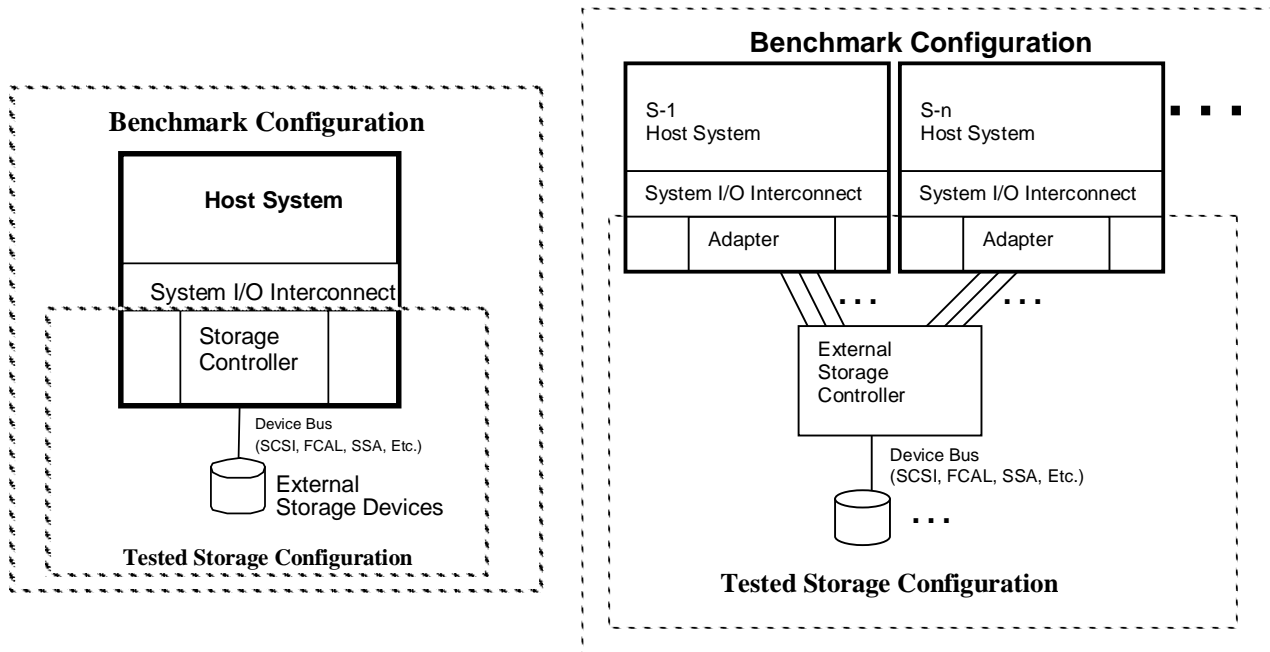 Benchmark Configuration
Host System
System I/O Interconnect
Storage
Controller
Device Bus
(SCSI, FCAL, SSA, Etc.)
External
Storage Devices
Tested Storage Configuration
Benchmark Configuration
S-1
Host System
System I/O Interconnect
Adapter
S-n
Host System
System I/O Interconnect
Adapter
. . .
. . .
. . .
External
Storage
Controller
Device Bus
(SCSI, FCAL, SSA, Etc.)
. . .
Tested Storage Configuration